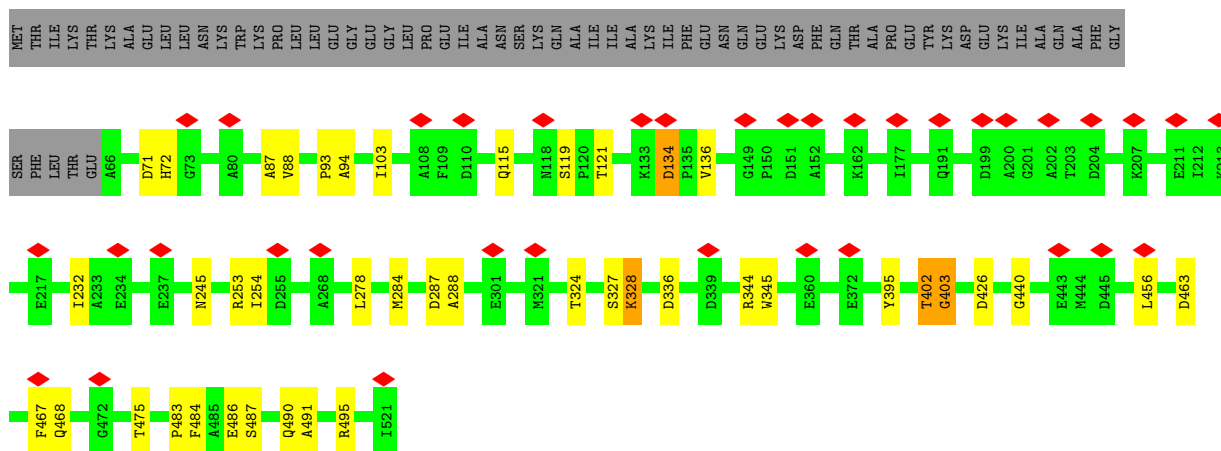 MET THR ILE LYS THR LYS ALA GLU LEU LEU ASN LYS TRP LYS PRO LEU LEU GLU GLY GLU GLY LEU PRO GLU ILE ALA ASN SER LYS GLN ALA ILE ILE ALA LYS ILE PHE GLU ASN GLN GLU LYS ASP PHE GLN THR ALA PRO GLU TYR LYS ASP GLU LYS ILE ALA GLN ALA PHE GLY
SER PHE LEU THR GLU A66 D71 H72 G73 A80 A87 V88 P93 A94 I103 A108 F109 D110 Q115 N118 S119 P120 T121 K133 D134 P135 V136 G149 P150 D151 A152 K162 I177 Q191 D199 A200 G201 A202 T203 D204 K207 E211 I212
E217 I232 A233 E234 E237 N245 R253 I254 D255 A268 L278 M284 D287 A288 E301 M321 T324 S327 K328 D336 D339 R344 W345 E360 E372 Y395 T402 G403 D426 G440 E443 M444 D445 L456 D463
F467 Q468 G472 T475 P483 F484 A485 E486 S487 Q490 A491 R495 I521